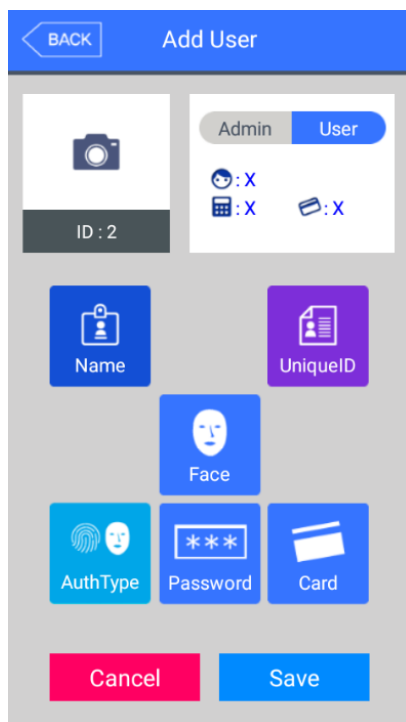 BACK Add User
Admin User
: X
: X : X
ID : 2
Name UniqueID
Face
***
AuthType Password Card
Cancel Save